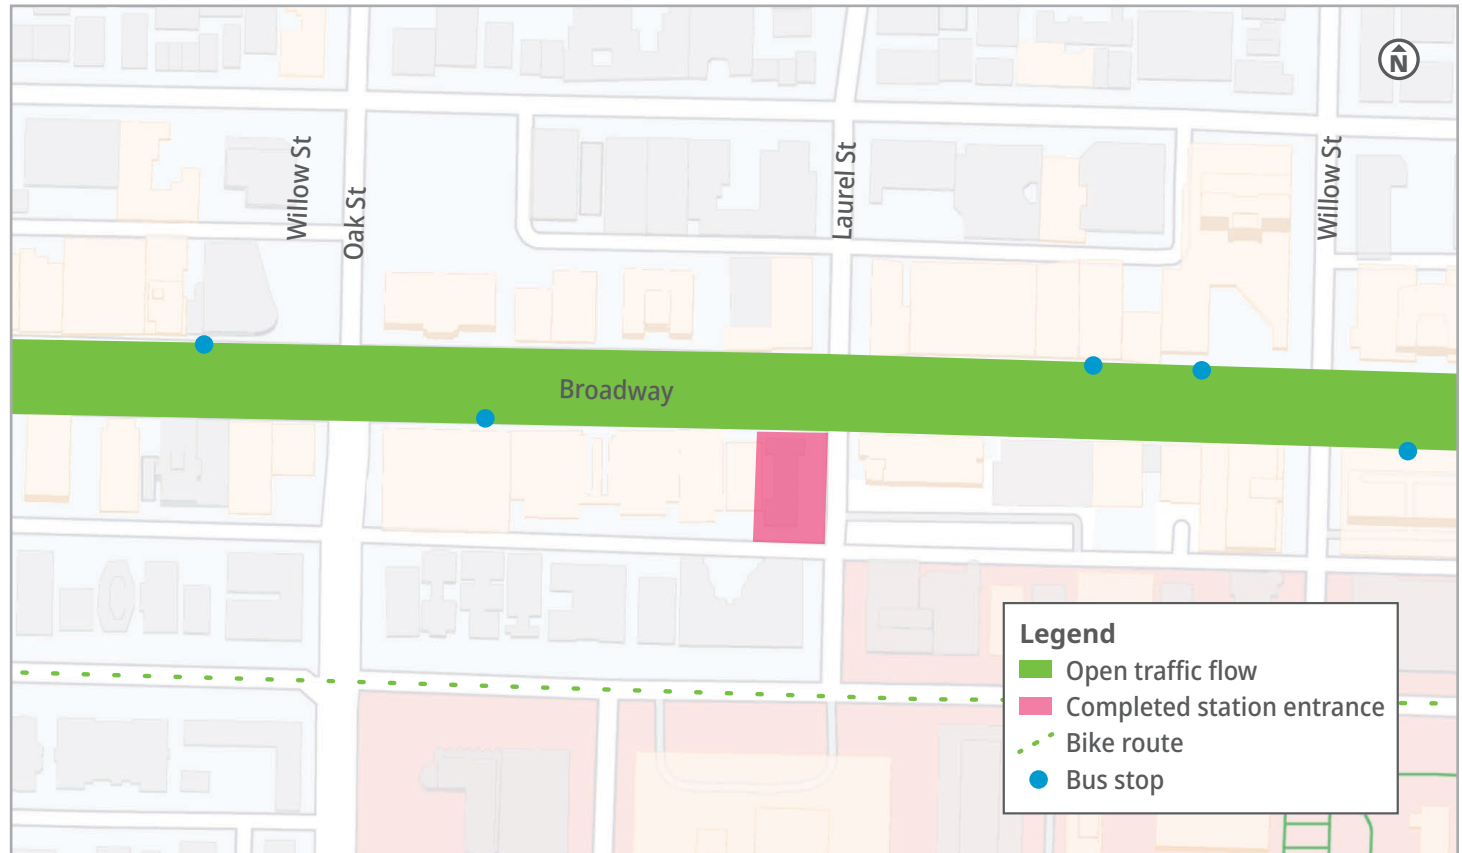 N
Willow St
Oak St
Laurel St
Willow St
Broadway
Legend
Open traffic flow
Completed station entrance
Bike route
Bus stop